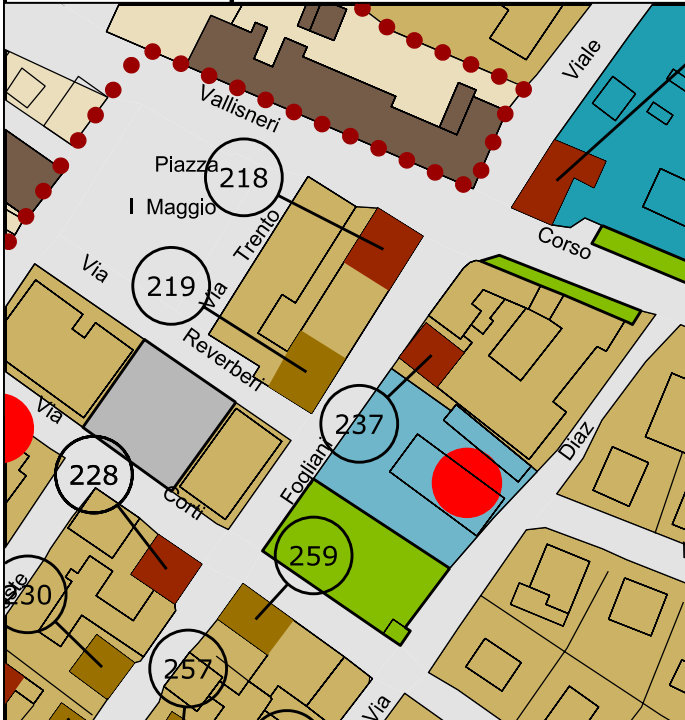 Viale
Vallisneri
Piazza
218
I Maggio
Trento
Corso
Via
219
Via
Reverberi
Via
237
Diaz
228
Fogliani
Corti
259
230
257
Via